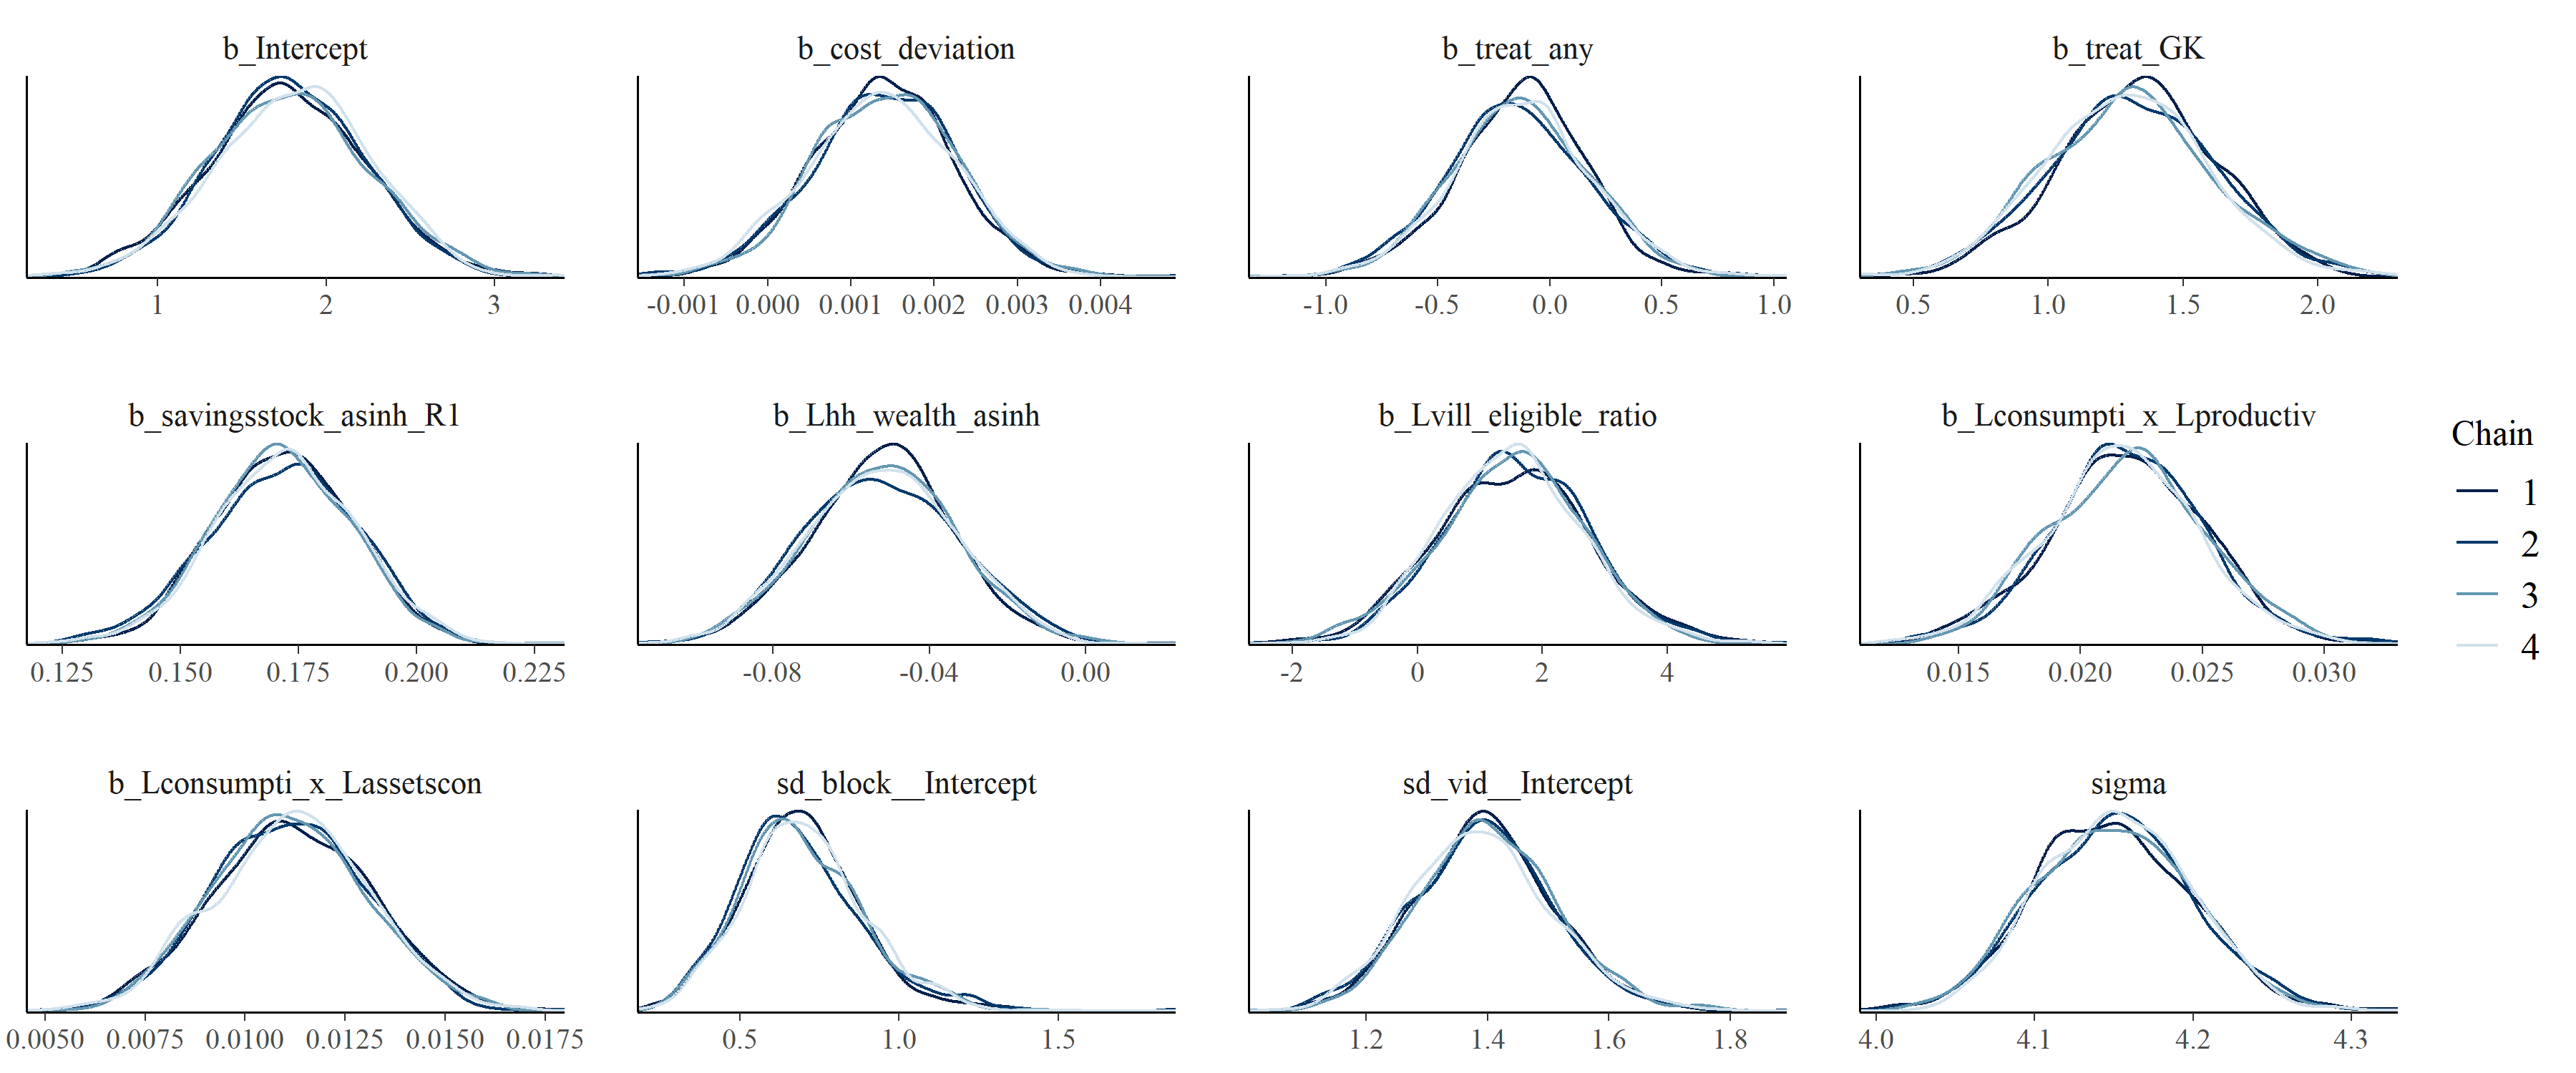 b_Intercept
b_cost_deviation
b_treat_any
b_treat_GK
1 2 3
-0.001 0.000 0.001 0.002 0.003 0.004
-1.0 -0.5 0.0 0.5 1.0
0.5 1.0 1.5 2.0
b_savingsstock_asinh_R1
b_Lhh_wealth_asinh
b_Lvill_eligible_ratio
b_Lconsumpti_x_Lproductiv
0.125 0.150 0.175 0.200 0.225
-0.08 -0.04 0.00
-2 0 2 4
0.015 0.020 0.025 0.030
b_Lconsumpti_x_Lassetscon
sd_block__Intercept
sd_vid__Intercept
sigma
0.0050 0.0075 0.0100 0.0125 0.0150 0.0175
0.5 1.0 1.5
1.2 1.4 1.6 1.8
4.0 4.1 4.2 4.3
Chain
1
2
3
4